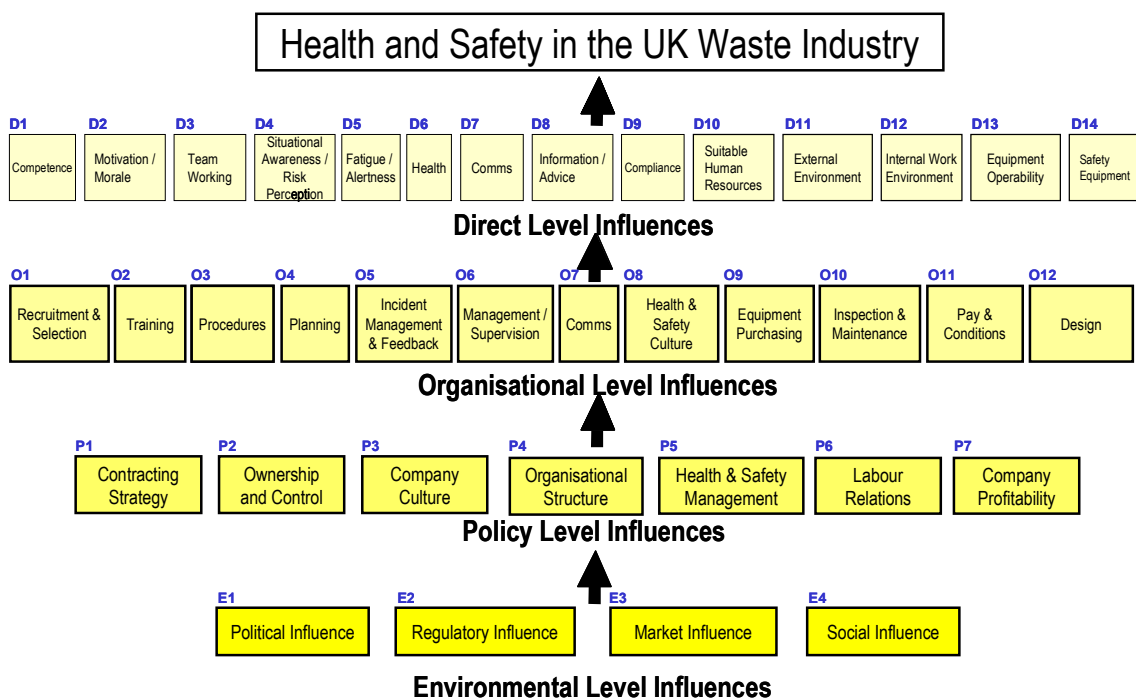 Health and Safety in the UK Waste Industry
D1 D2 D3 D4 D5 D6 D7 D8 D9 D10 D11 D12 D13 D14
Competence
Motivation /
Morale
Team
Working
Situational
Awareness /
Risk
Perception
Fatigue /
Alertness
Health
Comms
Information /
Advice
Compliance
Suitable
Human
Resources
External
Environment
Internal Work
Environment
Equipment
Operability
Safety
Equipment
Direct Level Influences
O1 O2 O3 O4 O5 O6 O7 O8 O9 O10 O11 O12
Recruitment &
Selection
Training
Procedures
Planning
Incident
Management
& Feedback
Management /
Supervision
Comms
Health &
Safety
Culture
Equipment
Purchasing
Inspection &
Maintenance
Pay &
Conditions
Design
Organisational Level Influences
P1 P2 P3 P4 P5 P6 P7
Contracting
Strategy
Ownership
and Control
Company
Culture
Organisational
Structure
Health & Safety
Management
Labour
Relations
Company
Profitability
Policy Level Influences
E1 E2 E3 E4
Political Influence
Regulatory Influence
Market Influence
Social Influence
Environmental Level Influences